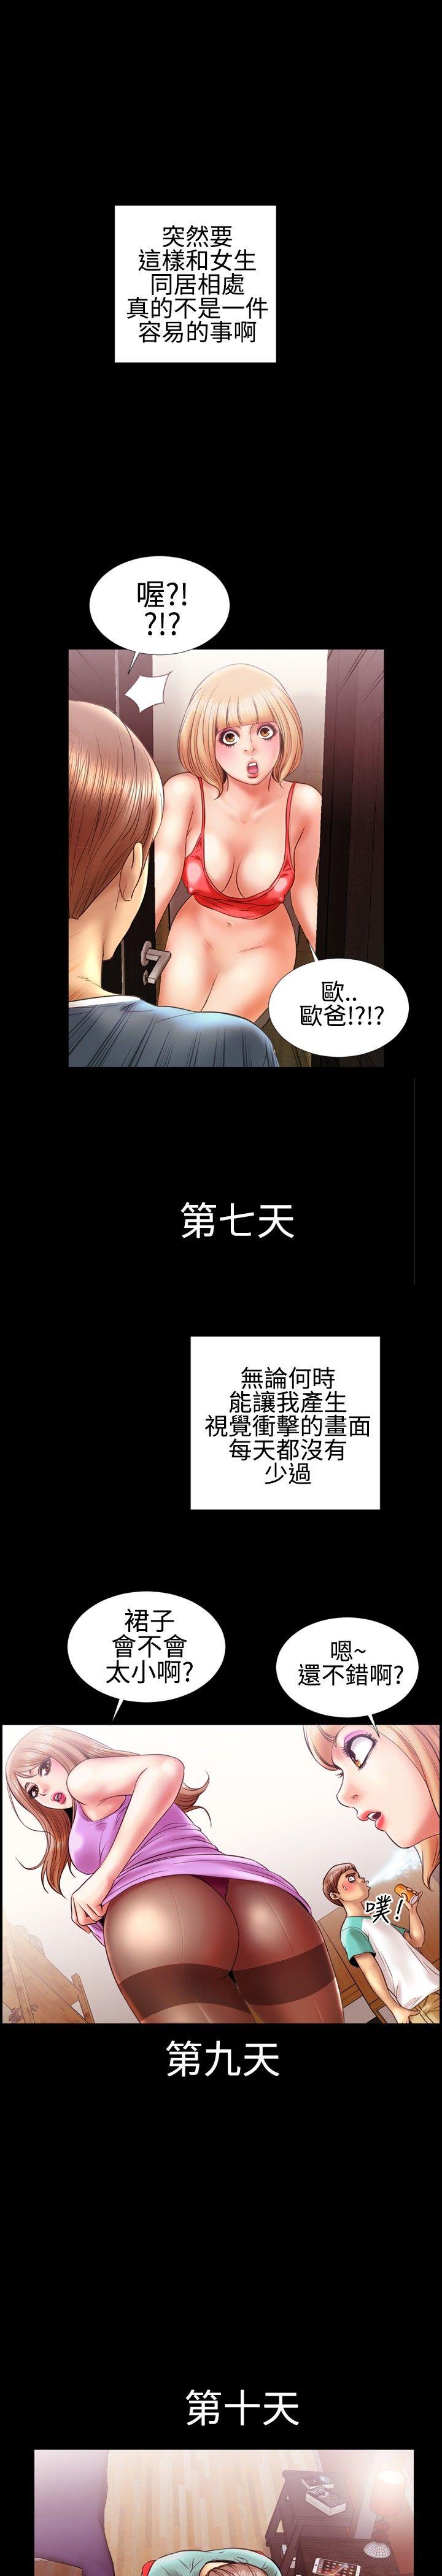 突然要
這樣和女生
同居相處
真的不是一件
容易的事啊
喔?!
?!?
歐..
歐爸!?!?
第七天
無論何時
能讓我產生
視覺衝擊的畫面
每天都沒有
少過
裙子
會不會
太小啊?
嗯~
還不錯啊?
噗!
第九天
第十天